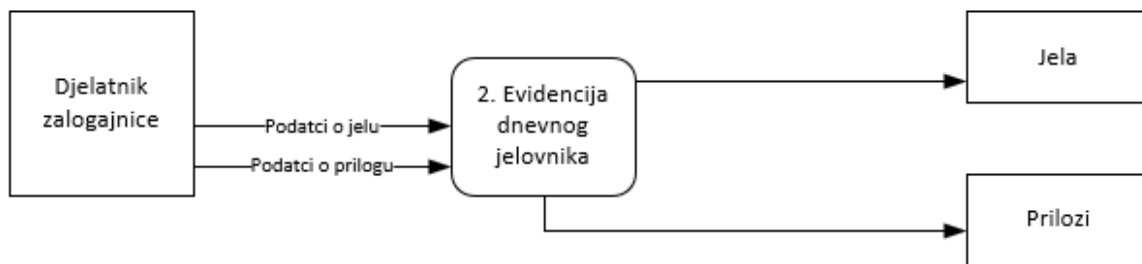 Djelatnik
zalogajnice
Podatci o jelu
Podatci o prilogu
2. Evidencija
dnevnog
jelovnika
Jela
Prilozi